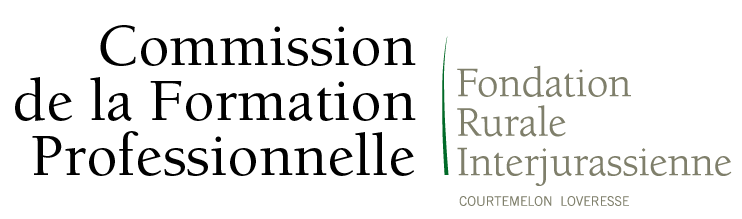 Commission
de la Formation
Professionnelle
Fondation
Rurale
Interjurassienne
COURTEMELON LOVERESSE